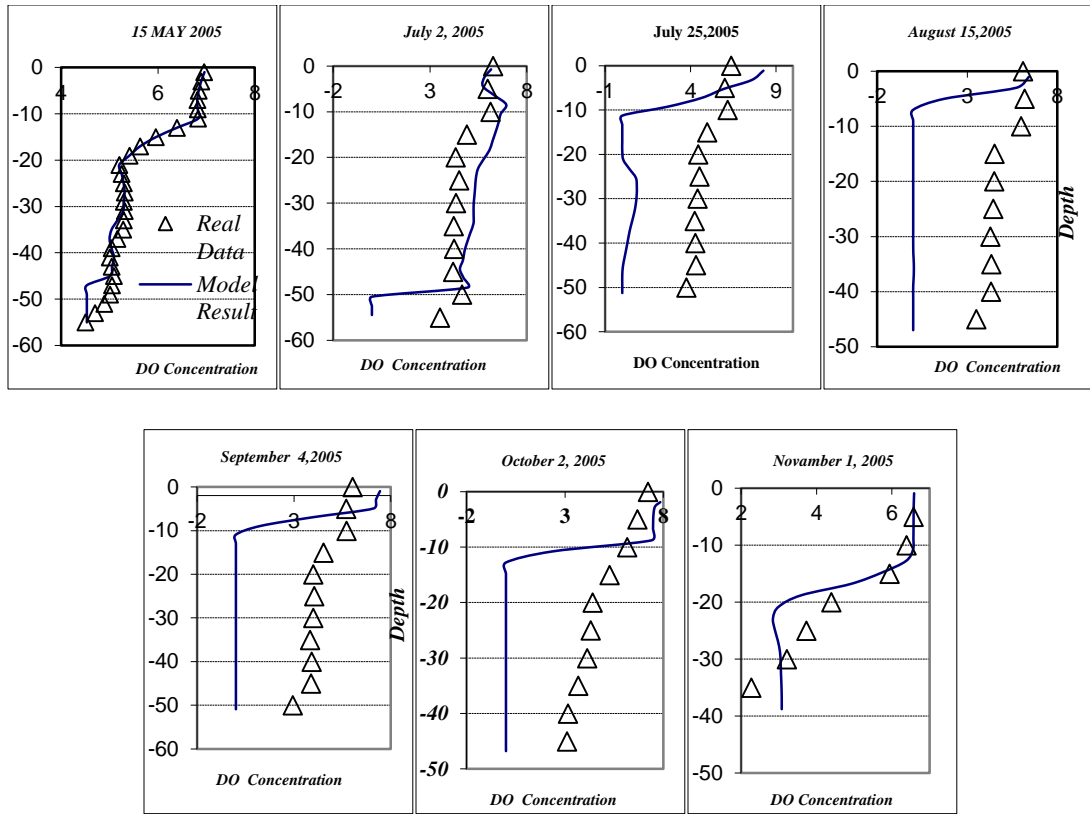 15 MAY 2005
4 6 8
0
-10
-20
-30
-40
-50
-60
Real
Data
Model
Result
DO Concentration
July 2, 2005
-2 3 8
0
-10
-20
-30
-40
-50
-60
DO Concentration
July 25,2005
-1 4 9
0
-10
-20
-30
-40
-50
-60
DO Concentration
August 15,2005
-2 3 8
0
-10
-20
-30
-40
-50
Depth
DO Concentration
September 4,2005
-2 3 8
0
-10
-20
-30
-40
-50
-60
Depth
DO Concentration
October 2, 2005
-2 3 8
0
-10
-20
-30
-40
-50
DO Concentration
Novamber 1, 2005
2 4 6
0
-10
-20
-30
-40
-50
DO Concentration